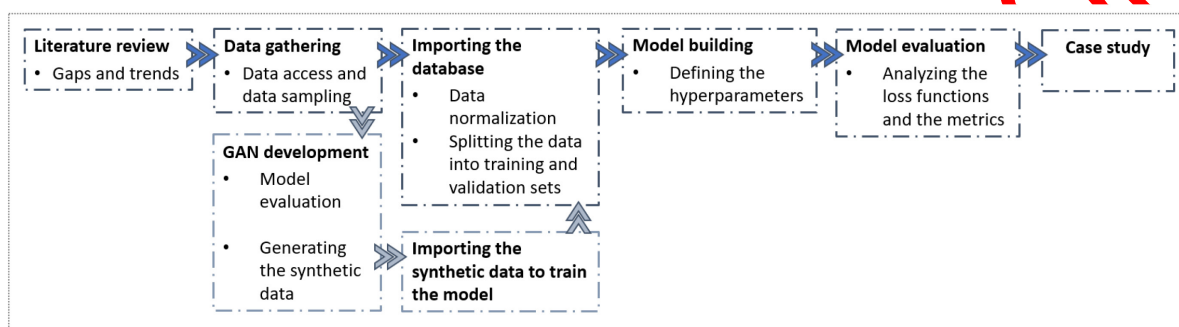 Literature review
• Gaps and trends
Data gathering
• Data access and
data sampling
Importing the
database
• Data
normalization
• Splitting the data
into training and
validation sets
Model building
• Defining the
hyperparameters
Model evaluation
• Analyzing the
loss functions
and the metrics
Case study
GAN development
• Model
evaluation
• Generating
the synthetic
data
Importing the
synthetic data to train
the model